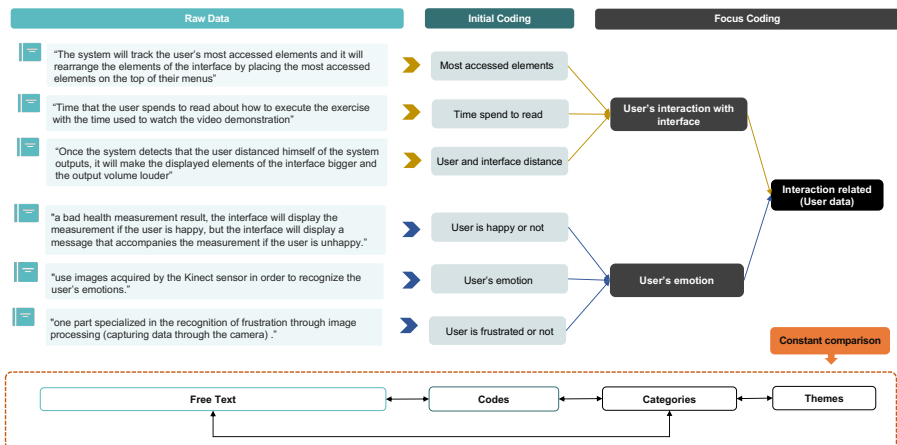 Raw Data
Initial Coding
Focus Coding
“The system will track the user’s most accessed elements and it will
rearrange the elements of the interface by placing the most accessed
elements on the top of their menus”
Most accessed elements
“Time that the user spends to read about how to execute the exercise
with the time used to watch the video demonstration”
Time spend to read
User’s interaction with
interface
“Once the system detects that the user distanced himself of the system
outputs, it will make the displayed elements of the interface bigger and
the output volume louder”
User and interface distance
Interaction related
(User data)
"a bad health measurement result, the interface will display the
measurement if the user is happy, but the interface will display a
message that accompanies the measurement if the user is unhappy.”
User is happy or not
"use images acquired by the Kinect sensor in order to recognize the
user’s emotions.”
User’s emotion
User’s emotion
"one part specialized in the recognition of frustration through image
processing (capturing data through the camera) .”
User is frustrated or not
Constant comparison
Free Text
Codes
Categories
Themes